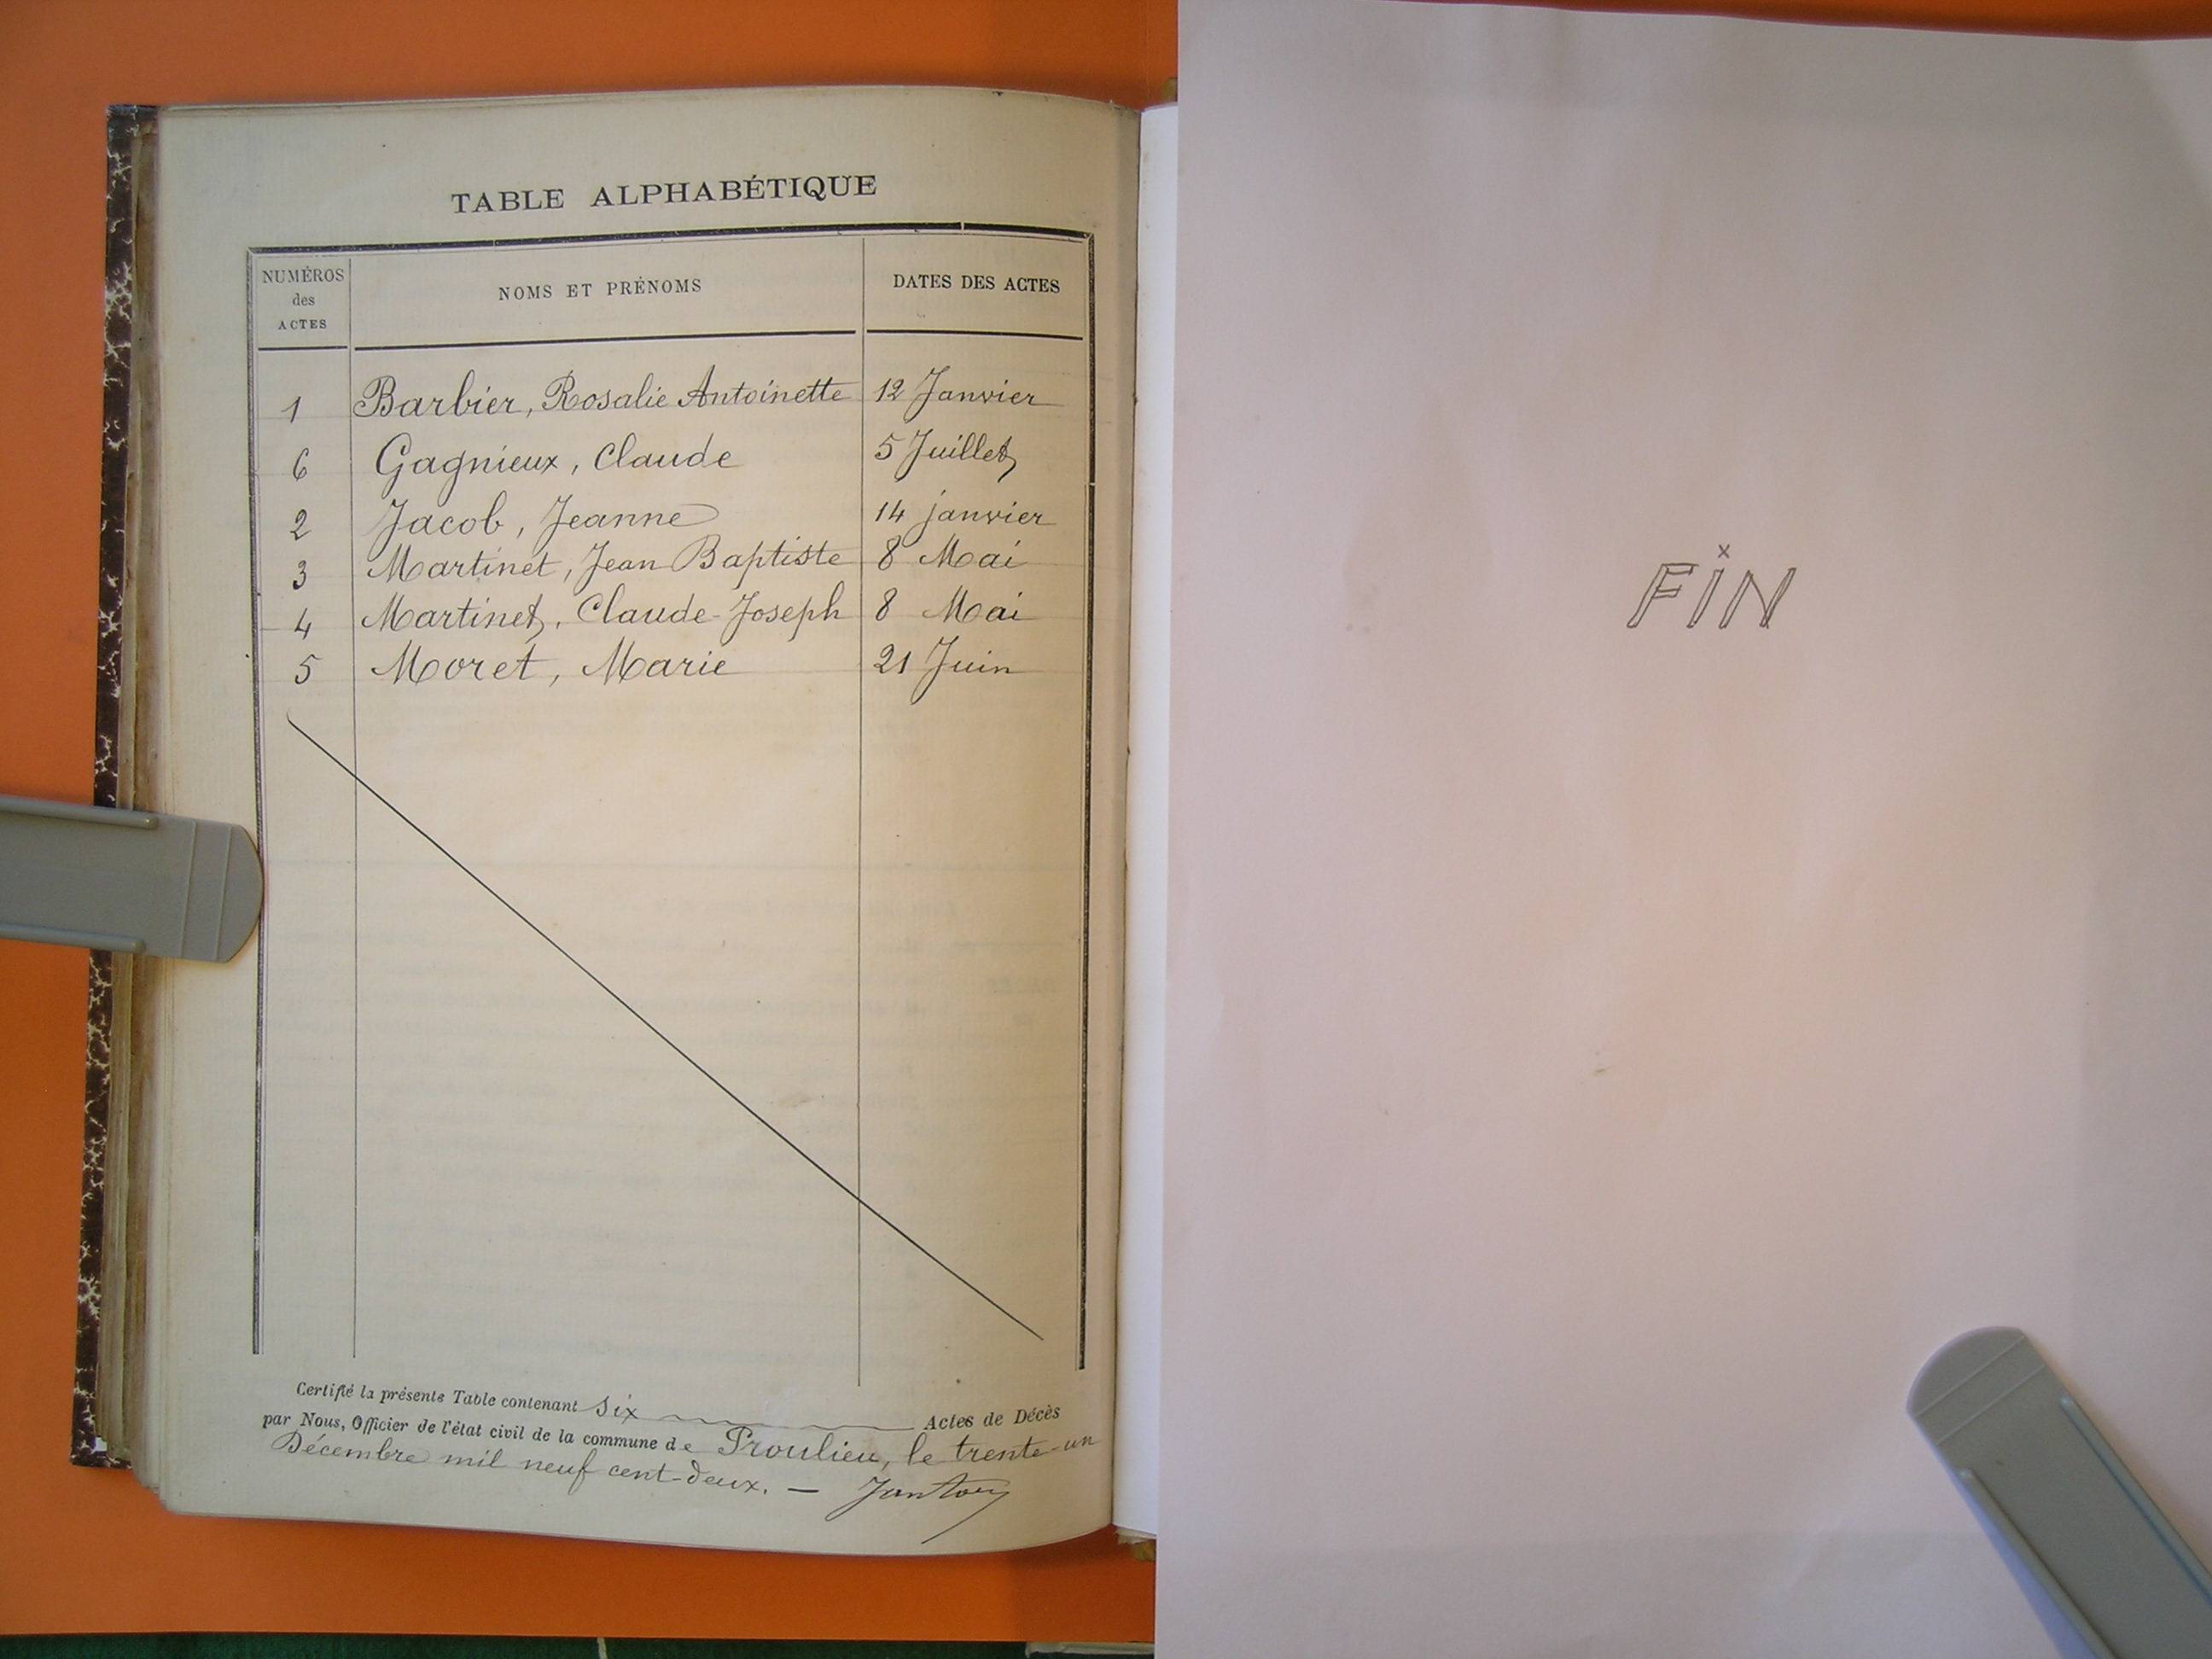 TABLE ALPHABÉTIQUE
NUMÉROS des ACTES NOMS ET PRÉNOMS DATES DES ACTES
1 Barbier, Rosalie Antoinette 12 Janvier
6 Gagnieux, Claude 5 Juillet
2 Jacob, Jeanne 14 janvier
3 Martinet, Jean Baptiste 8 Mai
4 Martinet, Claude-Joseph 8 Mai
5 Moret, Marie 21 Juin
Certifié la présente Table contenant six Actes de Décès
par Nous, Officier de l'état civil de la commune de Proulieu, le trente-un
Décembre mil neuf cent-deux. —
FiN